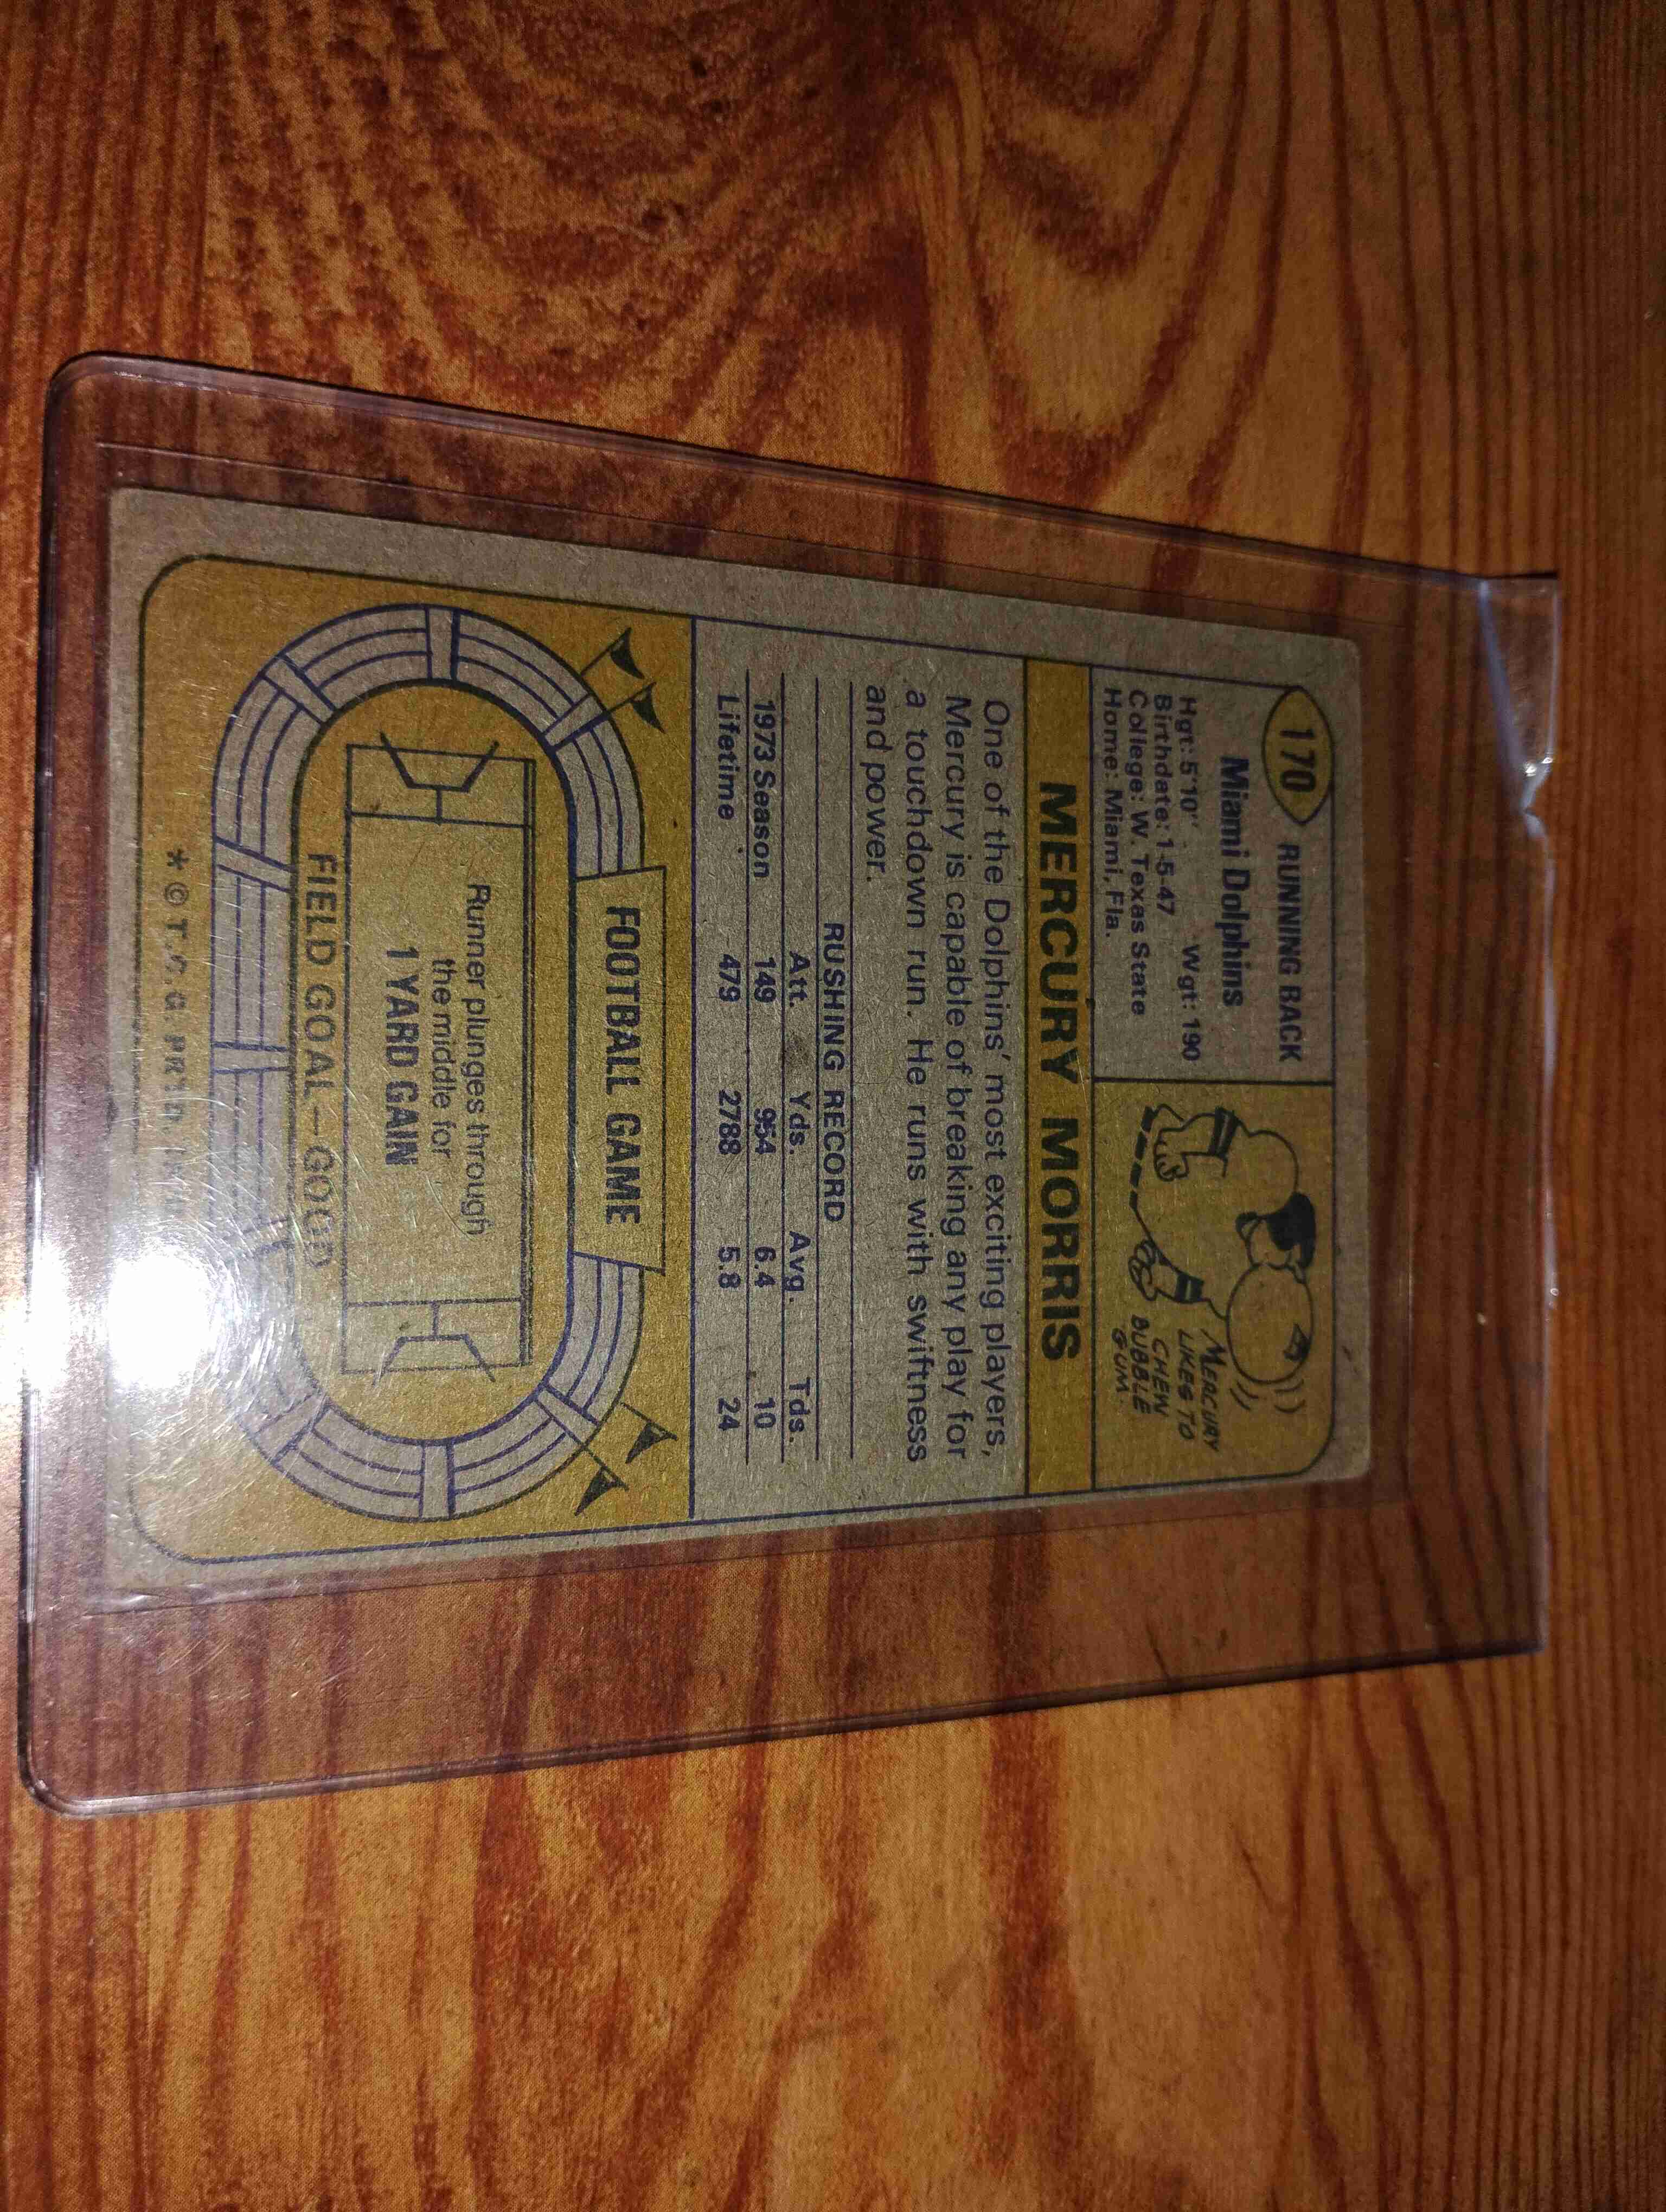 170 RUNNING BACK
Miami Dolphins
Hgt: 5'10" Wgt: 190
Birthdate: 1-5-47
College: W. Texas State
Home: Miami, Fla.
MERCURY
LIKES TO
CHEW
BUBBLE
GUM.
MERCURY MORRIS
One of the Dolphins' most exciting players,
Mercury is capable of breaking any play for
a touchdown run. He runs with swiftness
and power.
RUSHING RECORD
Att. Yds. Avg. Tds.
1973 Season 149 954 6.4 10
Lifetime 479 2788 5.8 24
FOOTBALL GAME
Runner plunges through
the middle for
1 YARD GAIN
FIELD GOAL—GOOD
* © T.C.G. PRTD.